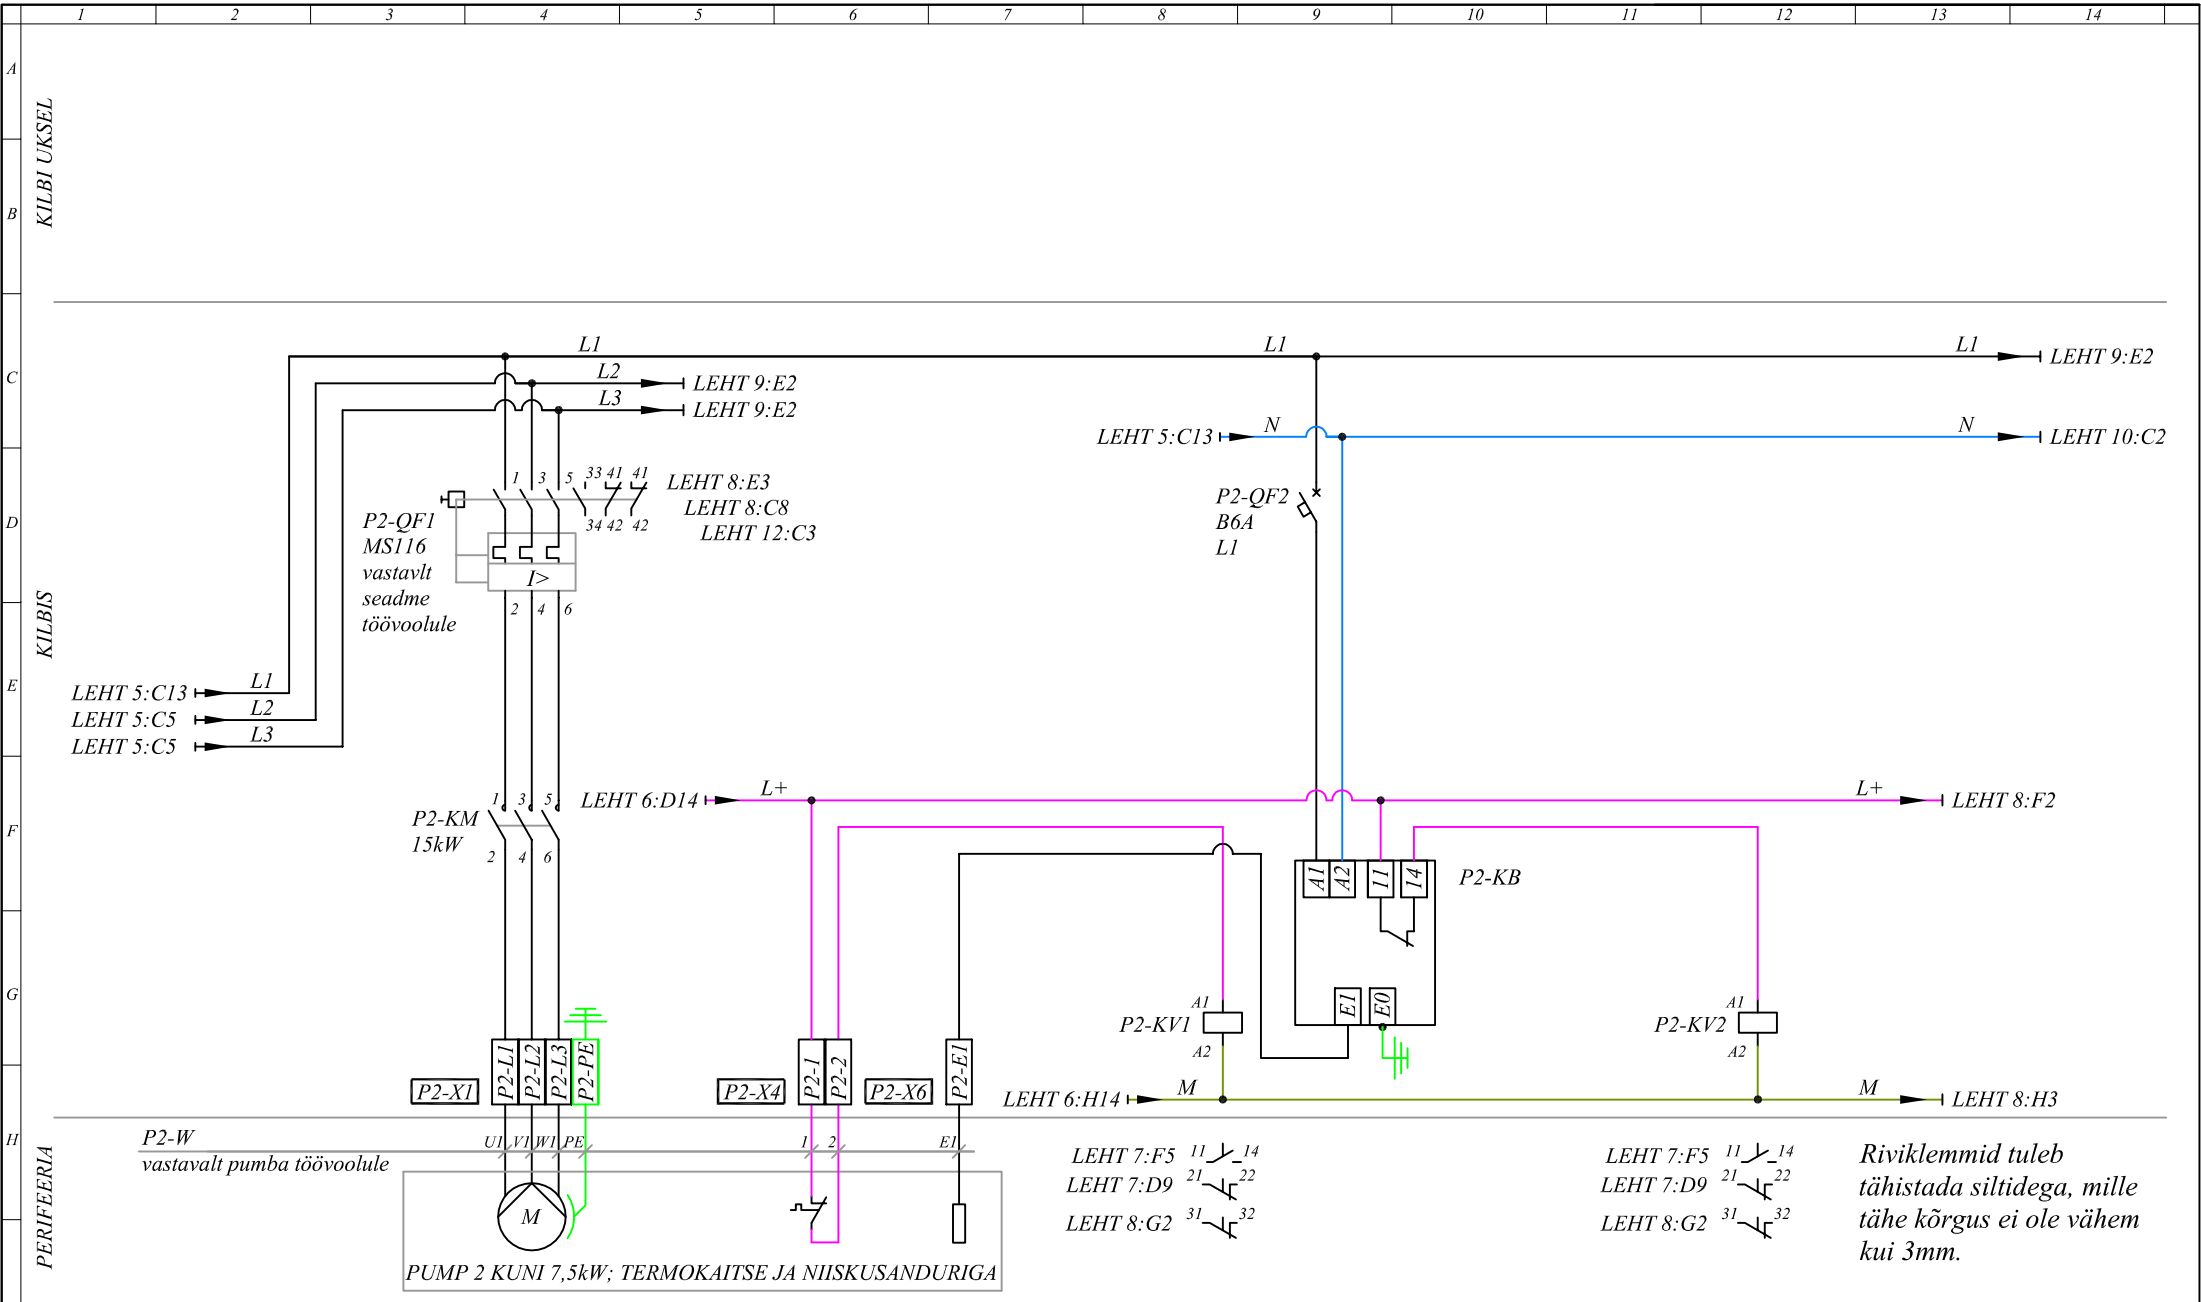 1 2 3 4 5 6 7 8 9 10 11 12 13 14
A
B
C
D
E
F
G
H
KILBI UKSEL
KILBIS
PERIFEERIA
L1 L1 L1 LEHT 9:E2
L2 LEHT 9:E2
L3 LEHT 9:E2
LEHT 5:C13 N N LEHT 10:C2
1 3 5 33 41 41
34 42 42
LEHT 8:E3
LEHT 8:C8
LEHT 12:C3
P2-QF1
MS116
vastavlt
seadme
töövoolule
I>
2 4 6
P2-QF2
B6A
L1
LEHT 5:C13 L1
LEHT 5:C5 L2
LEHT 5:C5 L3
LEHT 6:D14 L+ L+ LEHT 8:F2
1 3 5
P2-KM
15kW
2 4 6
A1 A2 11 14
P2-KB
E1 E0
A1
P2-KV1
A2
A1
P2-KV2
A2
P2-X1 P2-L1 P2-L2 P2-L3 P2-PE
P2-X4 P2-1 P2-2
P2-X6 P2-E1
LEHT 6:H14 M M LEHT 8:H3
P2-W U1 V1 W1 PE 1 2 E1
vastavalt pumba töövoolule
M
PUMP 2 KUNI 7,5kW; TERMOKAITSE JA NIISKUSANDURIGA
LEHT 7:F5 11 14
LEHT 7:D9 21 22
LEHT 8:G2 31 32
LEHT 7:F5 11 14
LEHT 7:D9 21 22
LEHT 8:G2 31 32
Riviklemmid tuleb
tähistada siltidega, mille
tähe kõrgus ei ole vähem
kui 3mm.